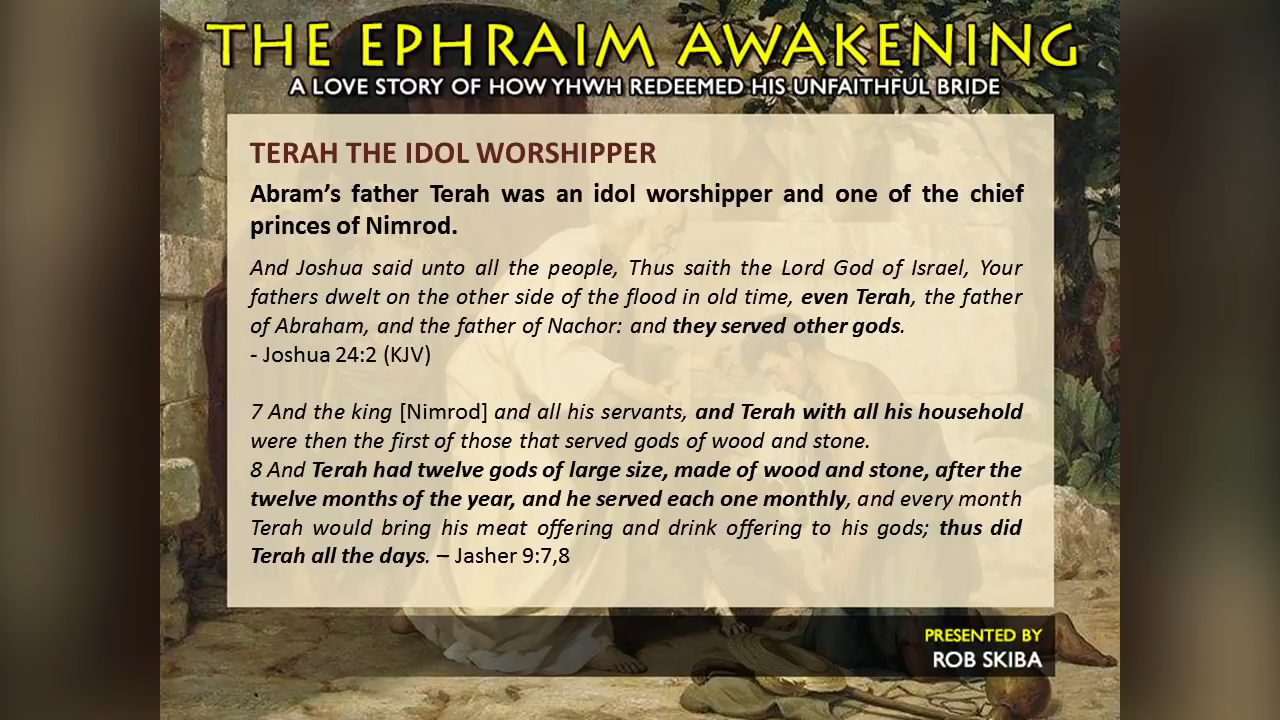 THE EPHRAIM AWAKENING
A LOVE STORY OF HOW YHWH REDEEMED HIS UNFAITHFUL BRIDE
TERAH THE IDOL WORSHIPPER
Abram’s father Terah was an idol worshipper and one of the chief
princes of Nimrod.
And Joshua said unto all the people, Thus saith the Lord God of Israel, Your
fathers dwelt on the other side of the flood in old time, even Terah, the father
of Abraham, and the father of Nachor: and they served other gods.
- Joshua 24:2 (KJV)
7 And the king [Nimrod] and all his servants, and Terah with all his household
were then the first of those that served gods of wood and stone.
8 And Terah had twelve gods of large size, made of wood and stone, after the
twelve months of the year, and he served each one monthly, and every month
Terah would bring his meat offering and drink offering to his gods; thus did
Terah all the days. – Jasher 9:7,8
PRESENTED BY
ROB SKIBA